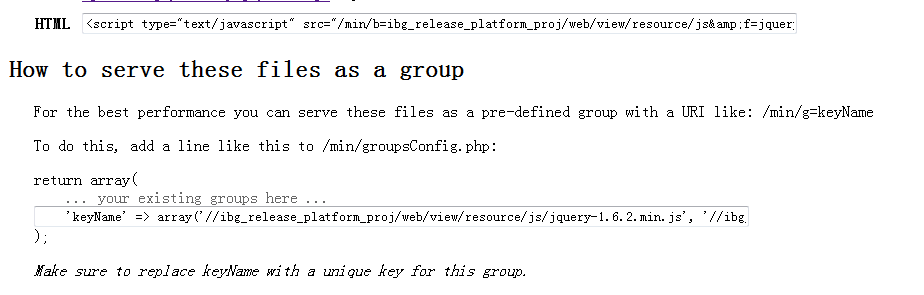 HTML <script type="text/javascript" src="/min/b=ibg_release_platform_proj/web/view/resource/js&amp;f=jquer
How to serve these files as a group
For the best performance you can serve these files as a pre-defined group with a URI like: /min/g=keyName
To do this, add a line like this to /min/groupsConfig.php:
return array(
... your existing groups here ...
'keyName' => array('//ibg_release_platform_proj/web/view/resource/js/jquery-1.6.2.min.js', '//ibg_
);
Make sure to replace keyName with a unique key for this group.